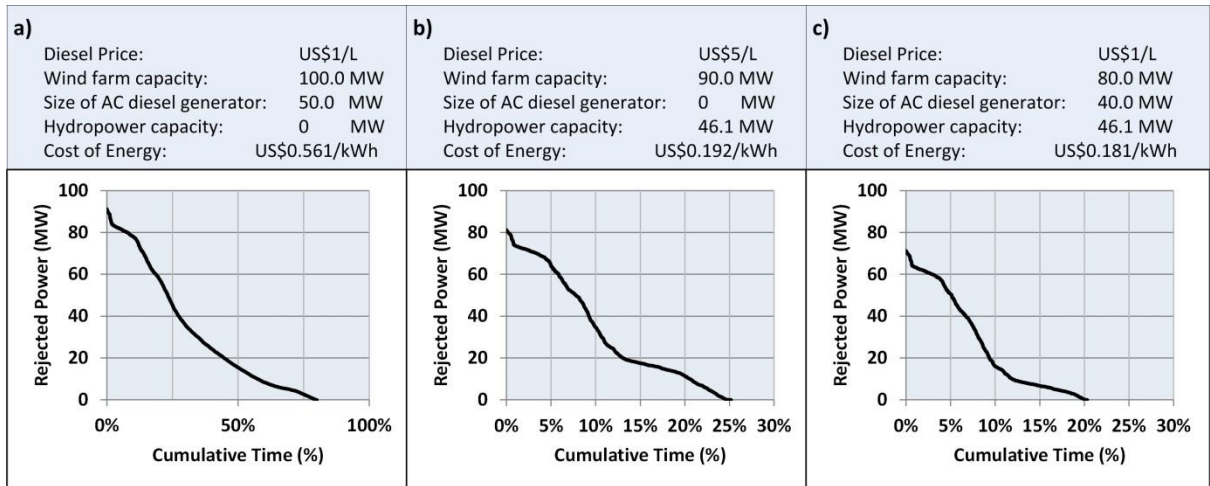 a)
Diesel Price: US$1/L
Wind farm capacity: 100.0 MW
Size of AC diesel generator: 50.0 MW
Hydropower capacity: 0 MW
Cost of Energy: US$0.561/kWh
100
80
60
40
20
0
Rejected Power (MW)
0% 50% 100%
Cumulative Time (%)
b)
Diesel Price: US$5/L
Wind farm capacity: 90.0 MW
Size of AC diesel generator: 0 MW
Hydropower capacity: 46.1 MW
Cost of Energy: US$0.192/kWh
100
80
60
40
20
0
Rejected Power (MW)
0% 5% 10% 15% 20% 25% 30%
Cumulative Time (%)
c)
Diesel Price: US$1/L
Wind farm capacity: 80.0 MW
Size of AC diesel generator: 40.0 MW
Hydropower capacity: 46.1 MW
Cost of Energy: US$0.181/kWh
100
80
60
40
20
0
Rejected Power (MW)
0% 5% 10% 15% 20% 25% 30%
Cumulative Time (%)